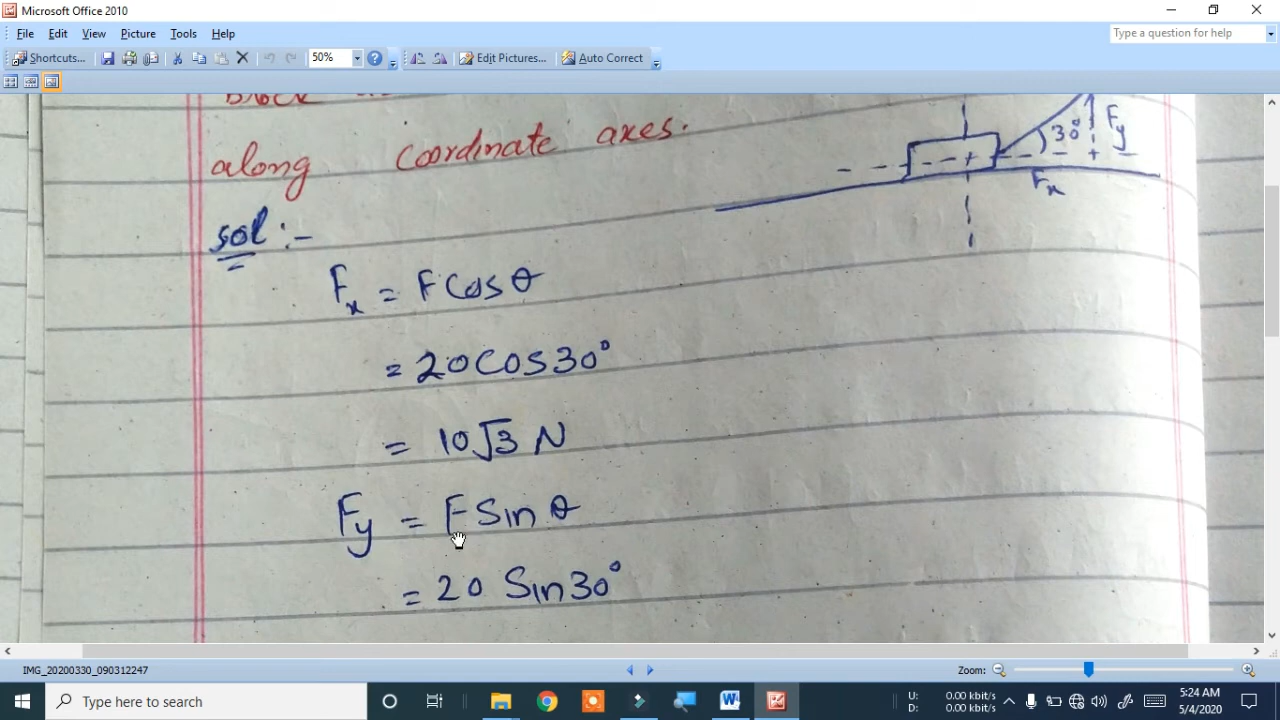 Microsoft Office 2010
File Edit View Picture Tools Help
Type a question for help
Shortcuts... 50% Edit Pictures... Auto Correct
along coordinate axes.
30°
Fy
Fx
Sol :-
Fx = F Cos θ
= 20 Cos 30°
= 10√3 N
Fy = F Sin θ
= 20 Sin 30°
IMG_20200330_090312247
Zoom:
Type here to search
U: 0.00 kbit/s
D: 0.00 kbit/s
5:24 AM
5/4/2020